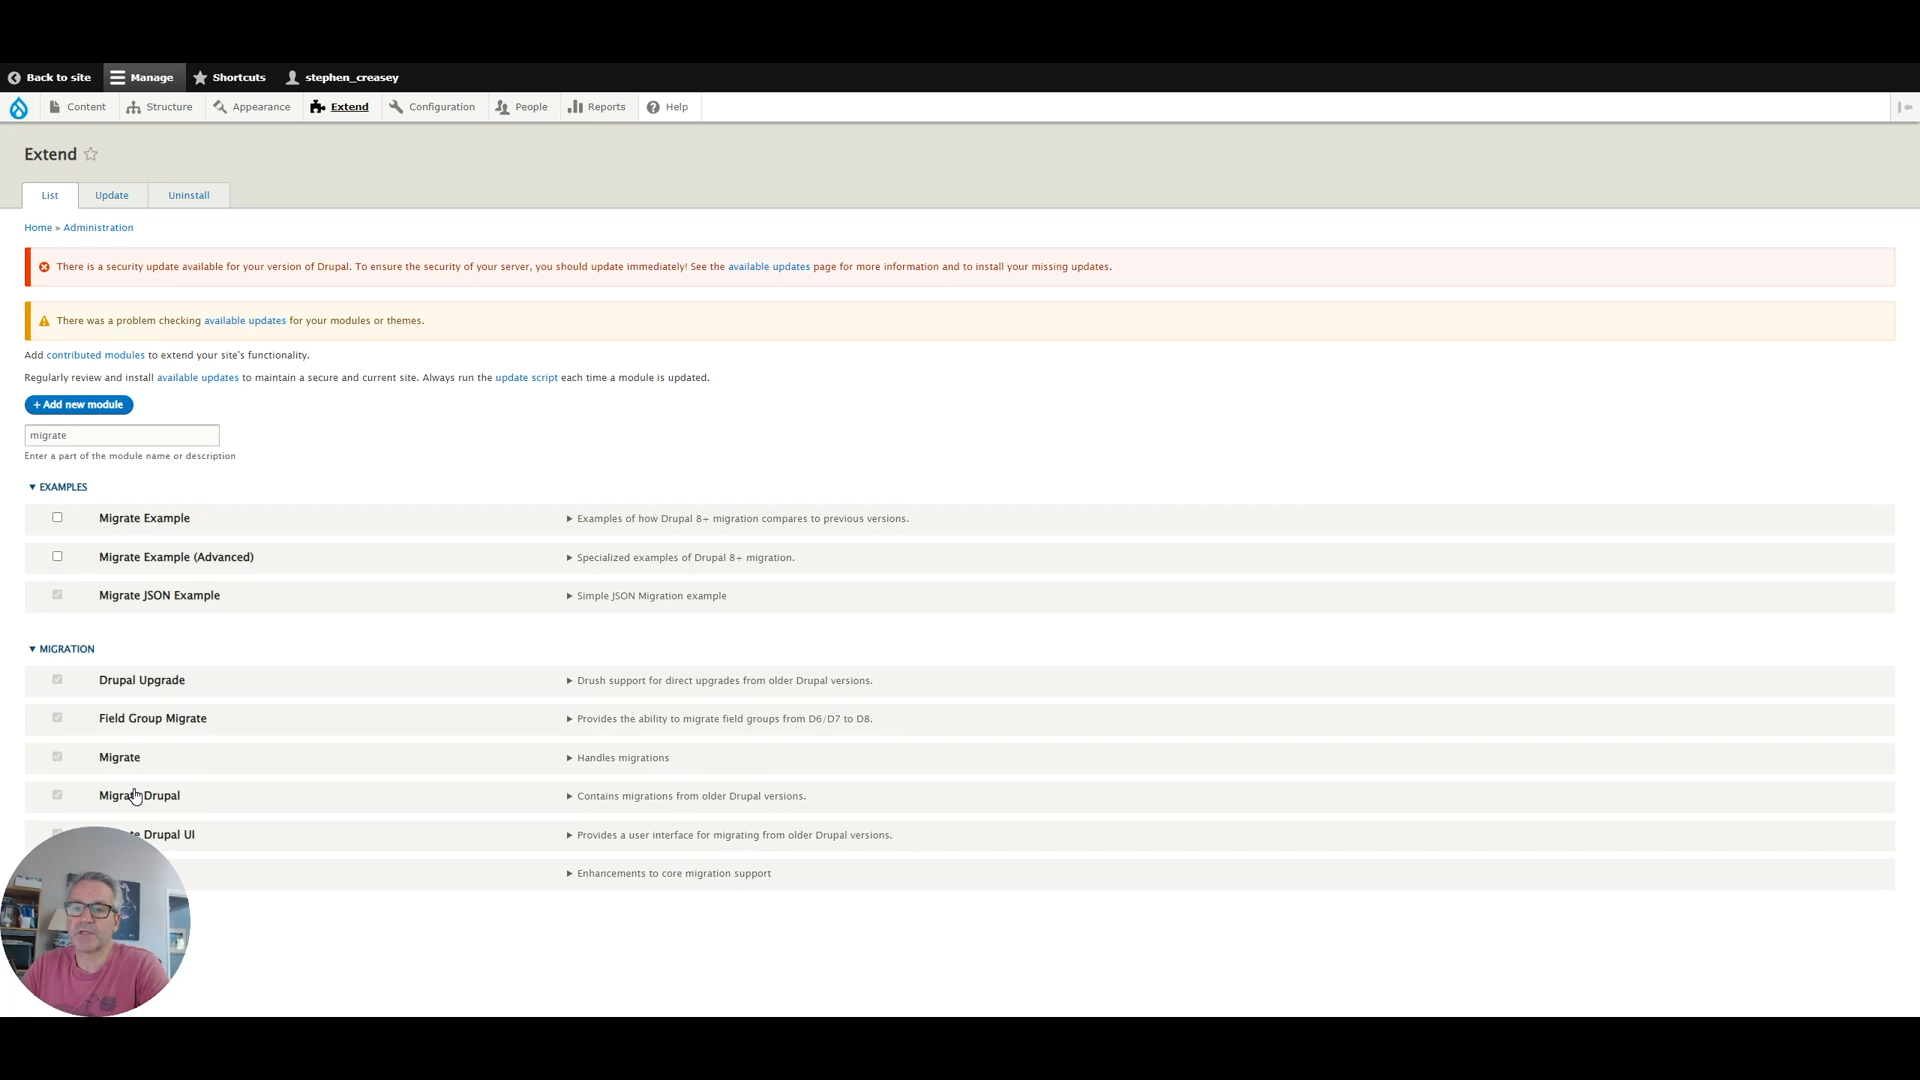 Back to site Manage Shortcuts stephen_creasey
Content Structure Appearance Extend Configuration People Reports Help
Extend
List Update Uninstall
Home » Administration
There is a security update available for your version of Drupal. To ensure the security of your server, you should update immediately! See the available updates page for more information and to install your missing updates.
There was a problem checking available updates for your modules or themes.
Add contributed modules to extend your site's functionality.
Regularly review and install available updates to maintain a secure and current site. Always run the update script each time a module is updated.
+ Add new module
migrate
Enter a part of the module name or description
EXAMPLES
Migrate Example Examples of how Drupal 8+ migration compares to previous versions.
Migrate Example (Advanced) Specialized examples of Drupal 8+ migration.
Migrate JSON Example Simple JSON Migration example
MIGRATION
Drupal Upgrade Drush support for direct upgrades from older Drupal versions.
Field Group Migrate Provides the ability to migrate field groups from D6/D7 to D8.
Migrate Handles migrations
Migrate Drupal Contains migrations from older Drupal versions.
Drupal UI Provides a user interface for migrating from older Drupal versions.
Enhancements to core migration support